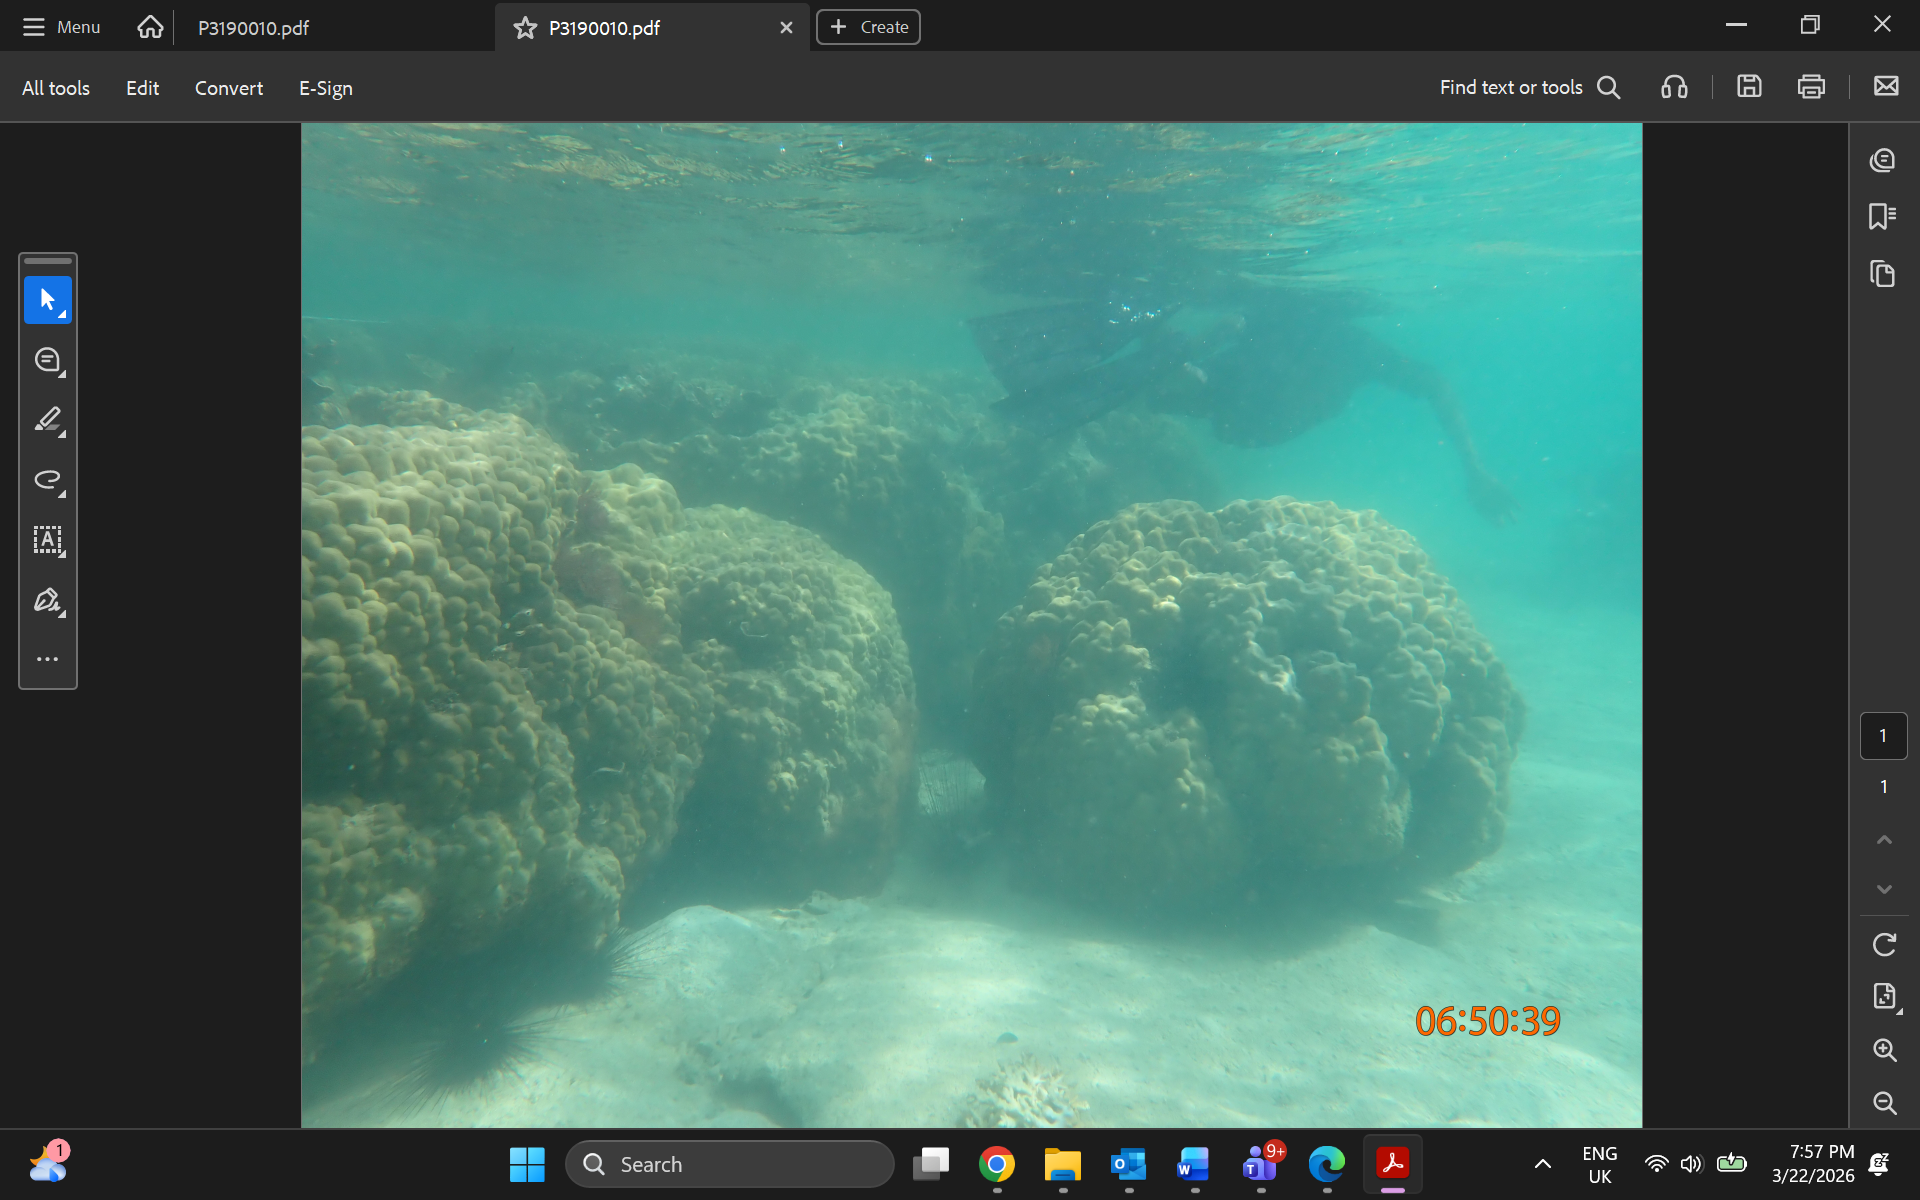 Menu
P3190010.pdf
P3190010.pdf
Create
All tools
Edit
Convert
E-Sign
Find text or tools
A
06:50:39
1
1
1
Search
9+
ENG
UK
7:57 PM
3/22/2026